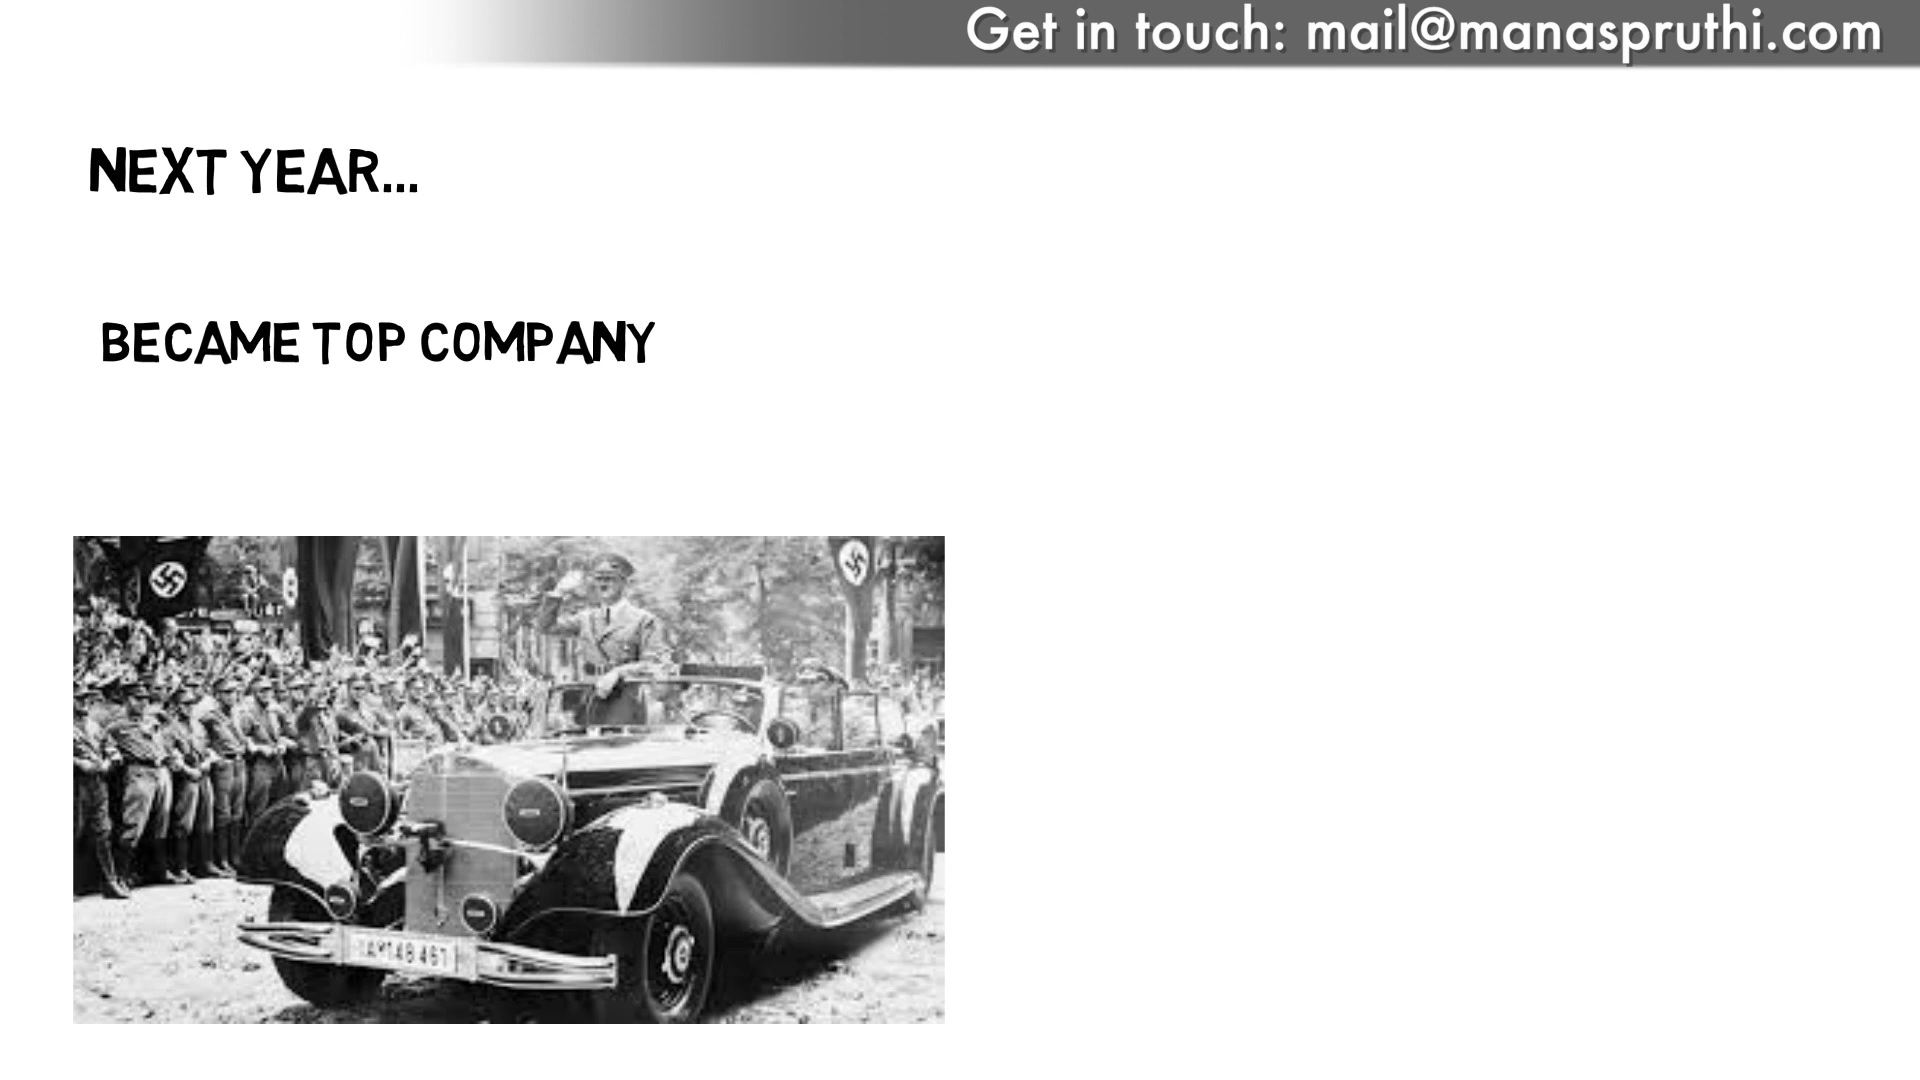 Get in touch: mail@manaspruthi.com
NEXT YEAR...
BECAME TOP COMPANY